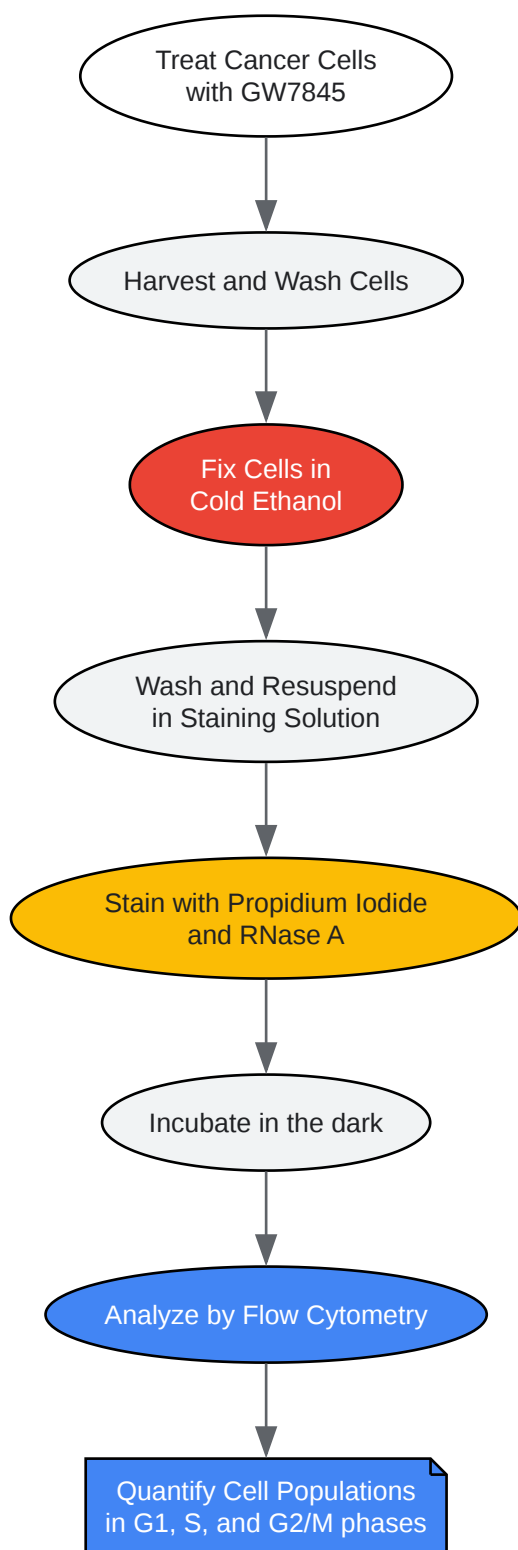 Treat Cancer Cells
with GW7845
Harvest and Wash Cells
Fix Cells in
Cold Ethanol
Wash and Resuspend
in Staining Solution
Stain with Propidium Iodide
and RNase A
Incubate in the dark
Analyze by Flow Cytometry
Quantify Cell Populations
in G1, S, and G2/M phases